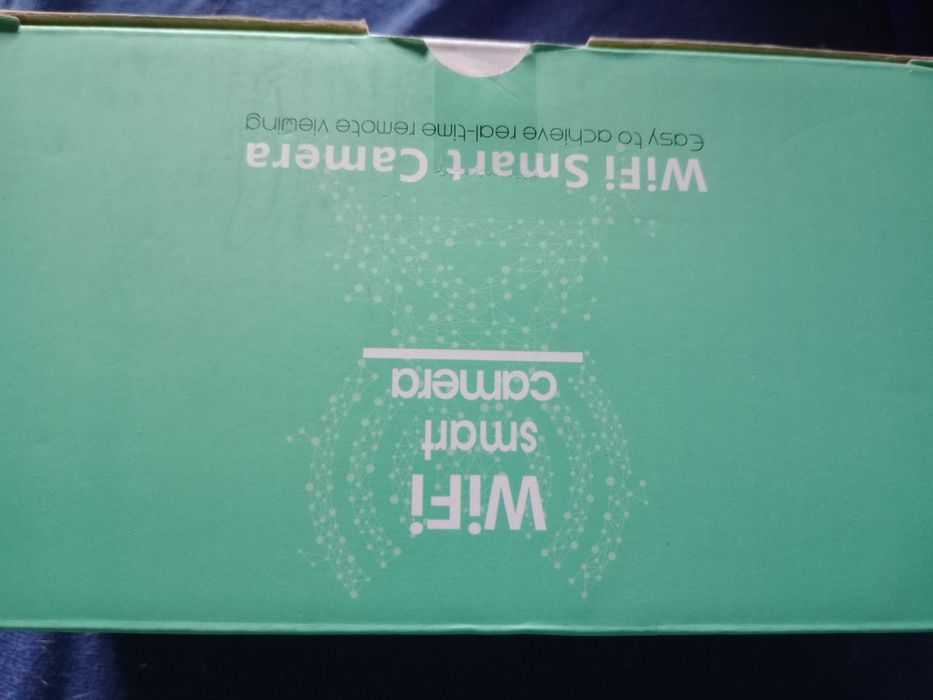 WiFi
smart
camera
WiFi Smart Camera
Easy to achieve real-time remote viewing